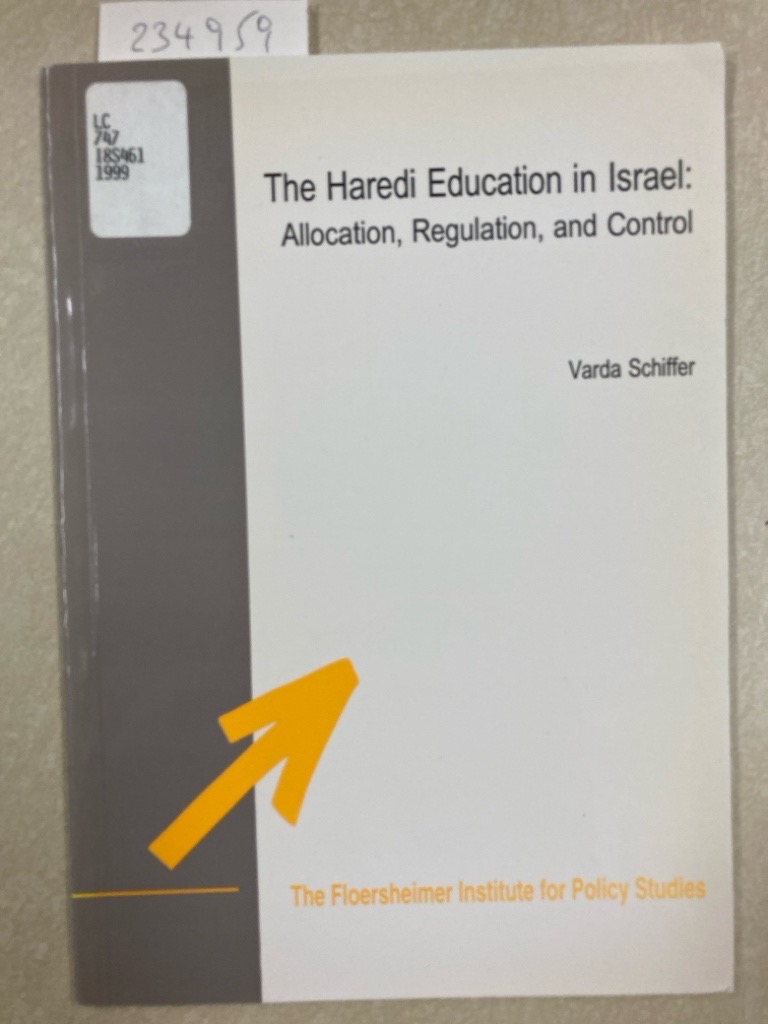 234959
LC
747
I8S461
1999
The Haredi Education in Israel:
Allocation, Regulation, and Control
Varda Schiffer
The Floersheimer Institute for Policy Studies